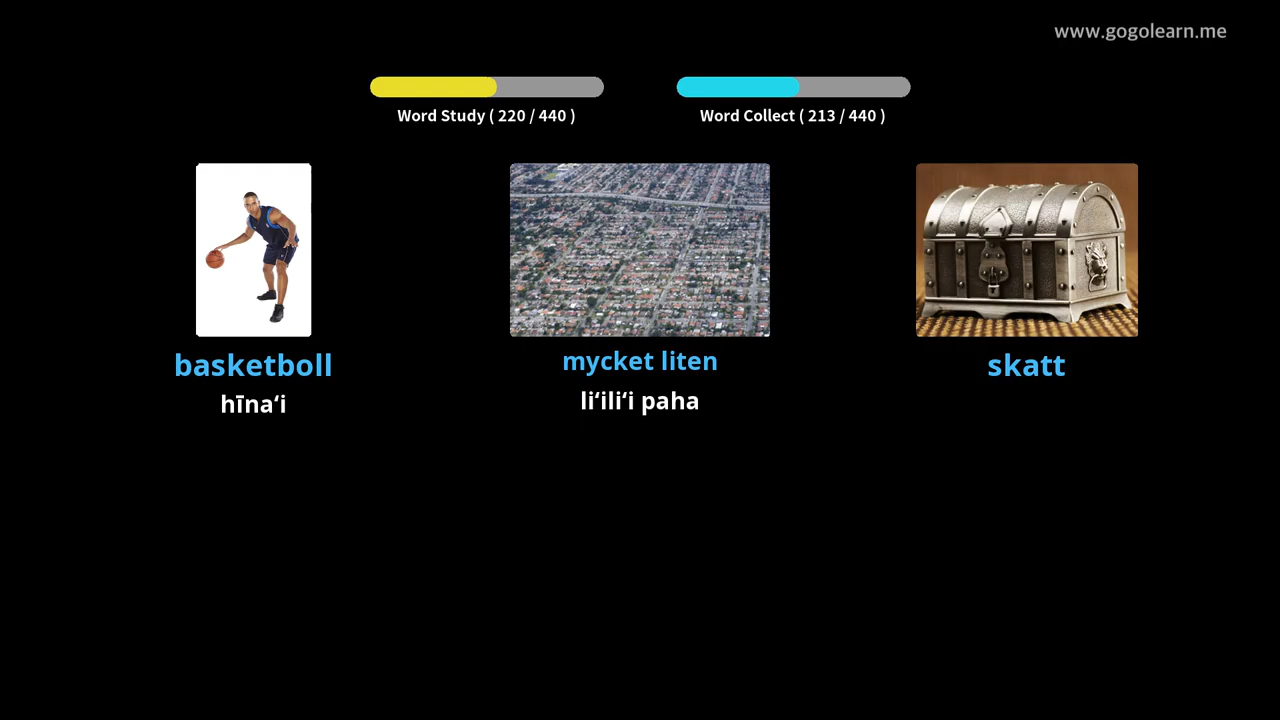 www.gogolearn.me
Word Study ( 220 / 440 )
Word Collect ( 213 / 440 )
basketboll
mycket liten
skatt
hīnaʻi
liʻiliʻi paha